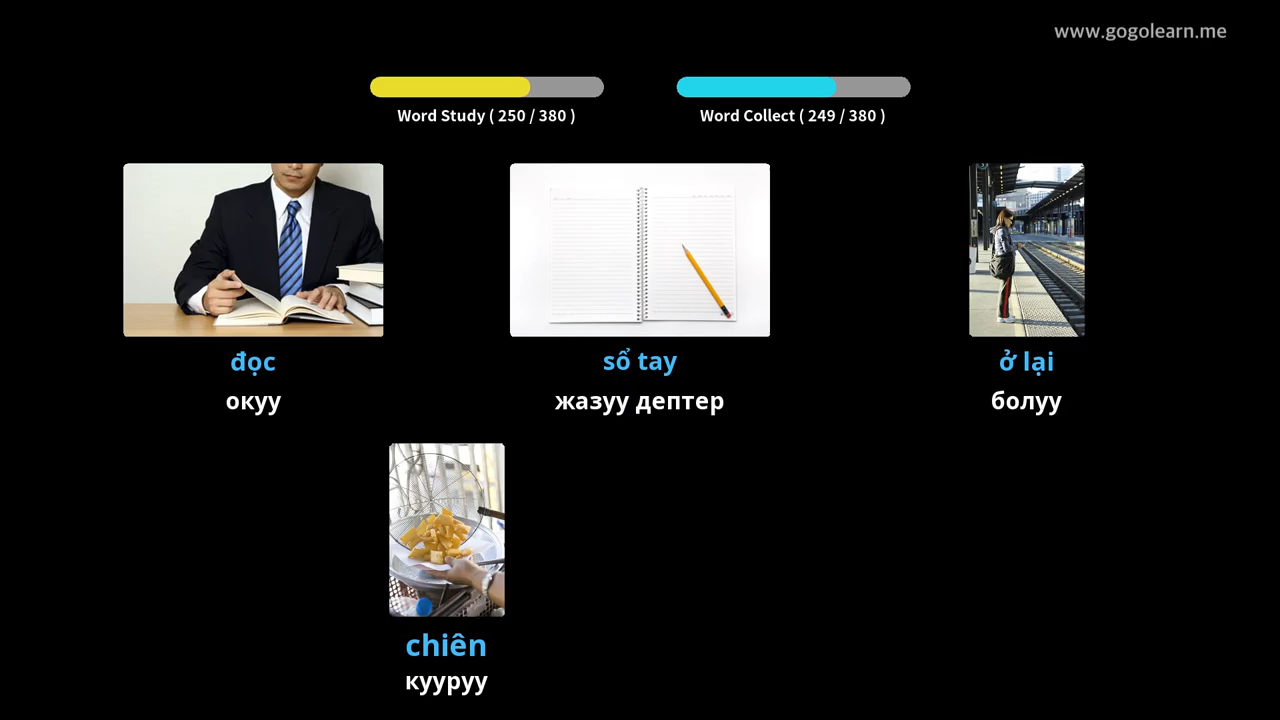 www.gogolearn.me
Word Study ( 250 / 380 )
Word Collect ( 249 / 380 )
đọc
sổ tay
ở lại
окуу
жазуу дептер
болуу
chiên
кууруу